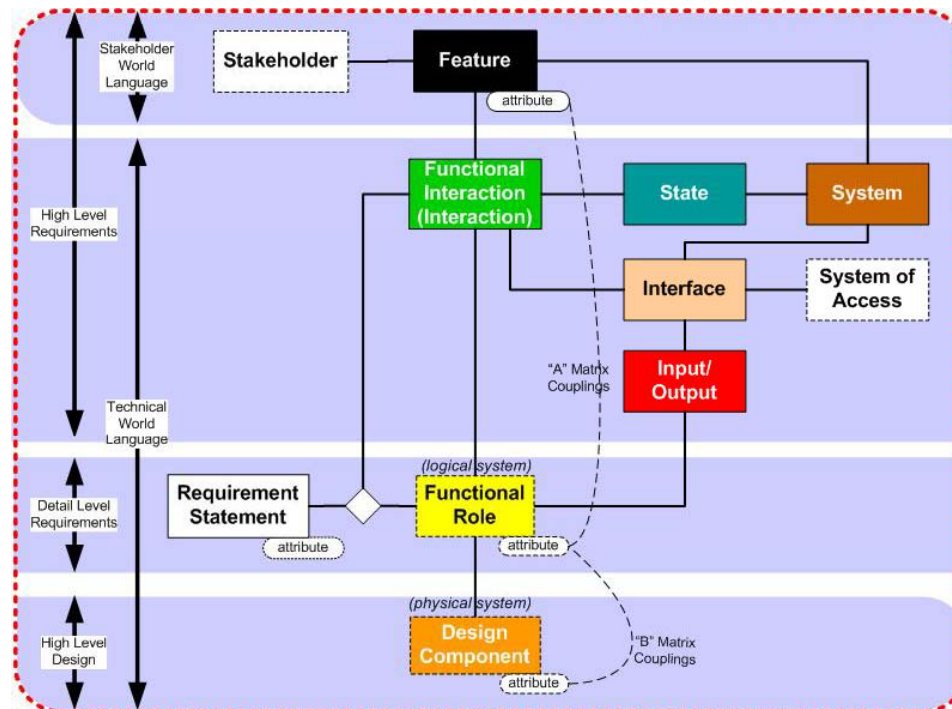 Stakeholder
World
Language
Stakeholder
Feature
attribute
Functional
Interaction
(Interaction)
State
System
High Level
Requirements
Interface
System of
Access
"A" Matrix
Couplings
Input/
Output
Technical
World
Language
(logical system)
Requirement
Statement
Functional
Role
Detail Level
Requirements
attribute
attribute
(physical system)
Design
Component
High Level
Design
"B" Matrix
Couplings
attribute